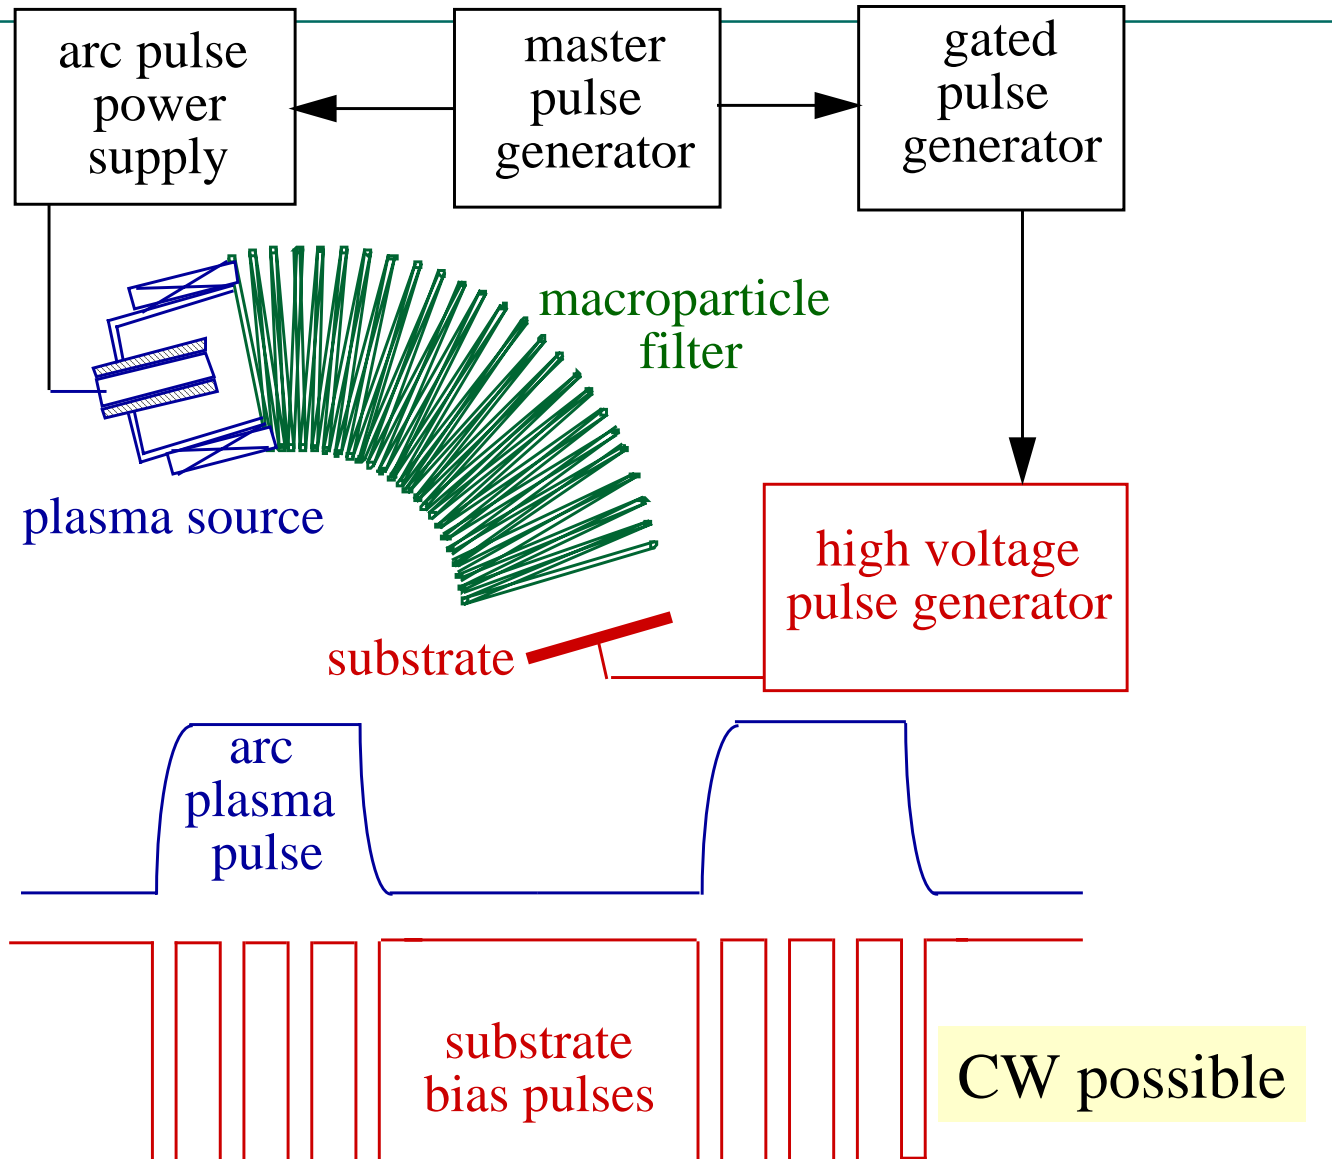 arc pulse
power
supply
master
pulse
generator
gated
pulse
generator
macroparticle
filter
plasma source
high voltage
pulse generator
substrate
arc
plasma
pulse
substrate
bias pulses
CW possible